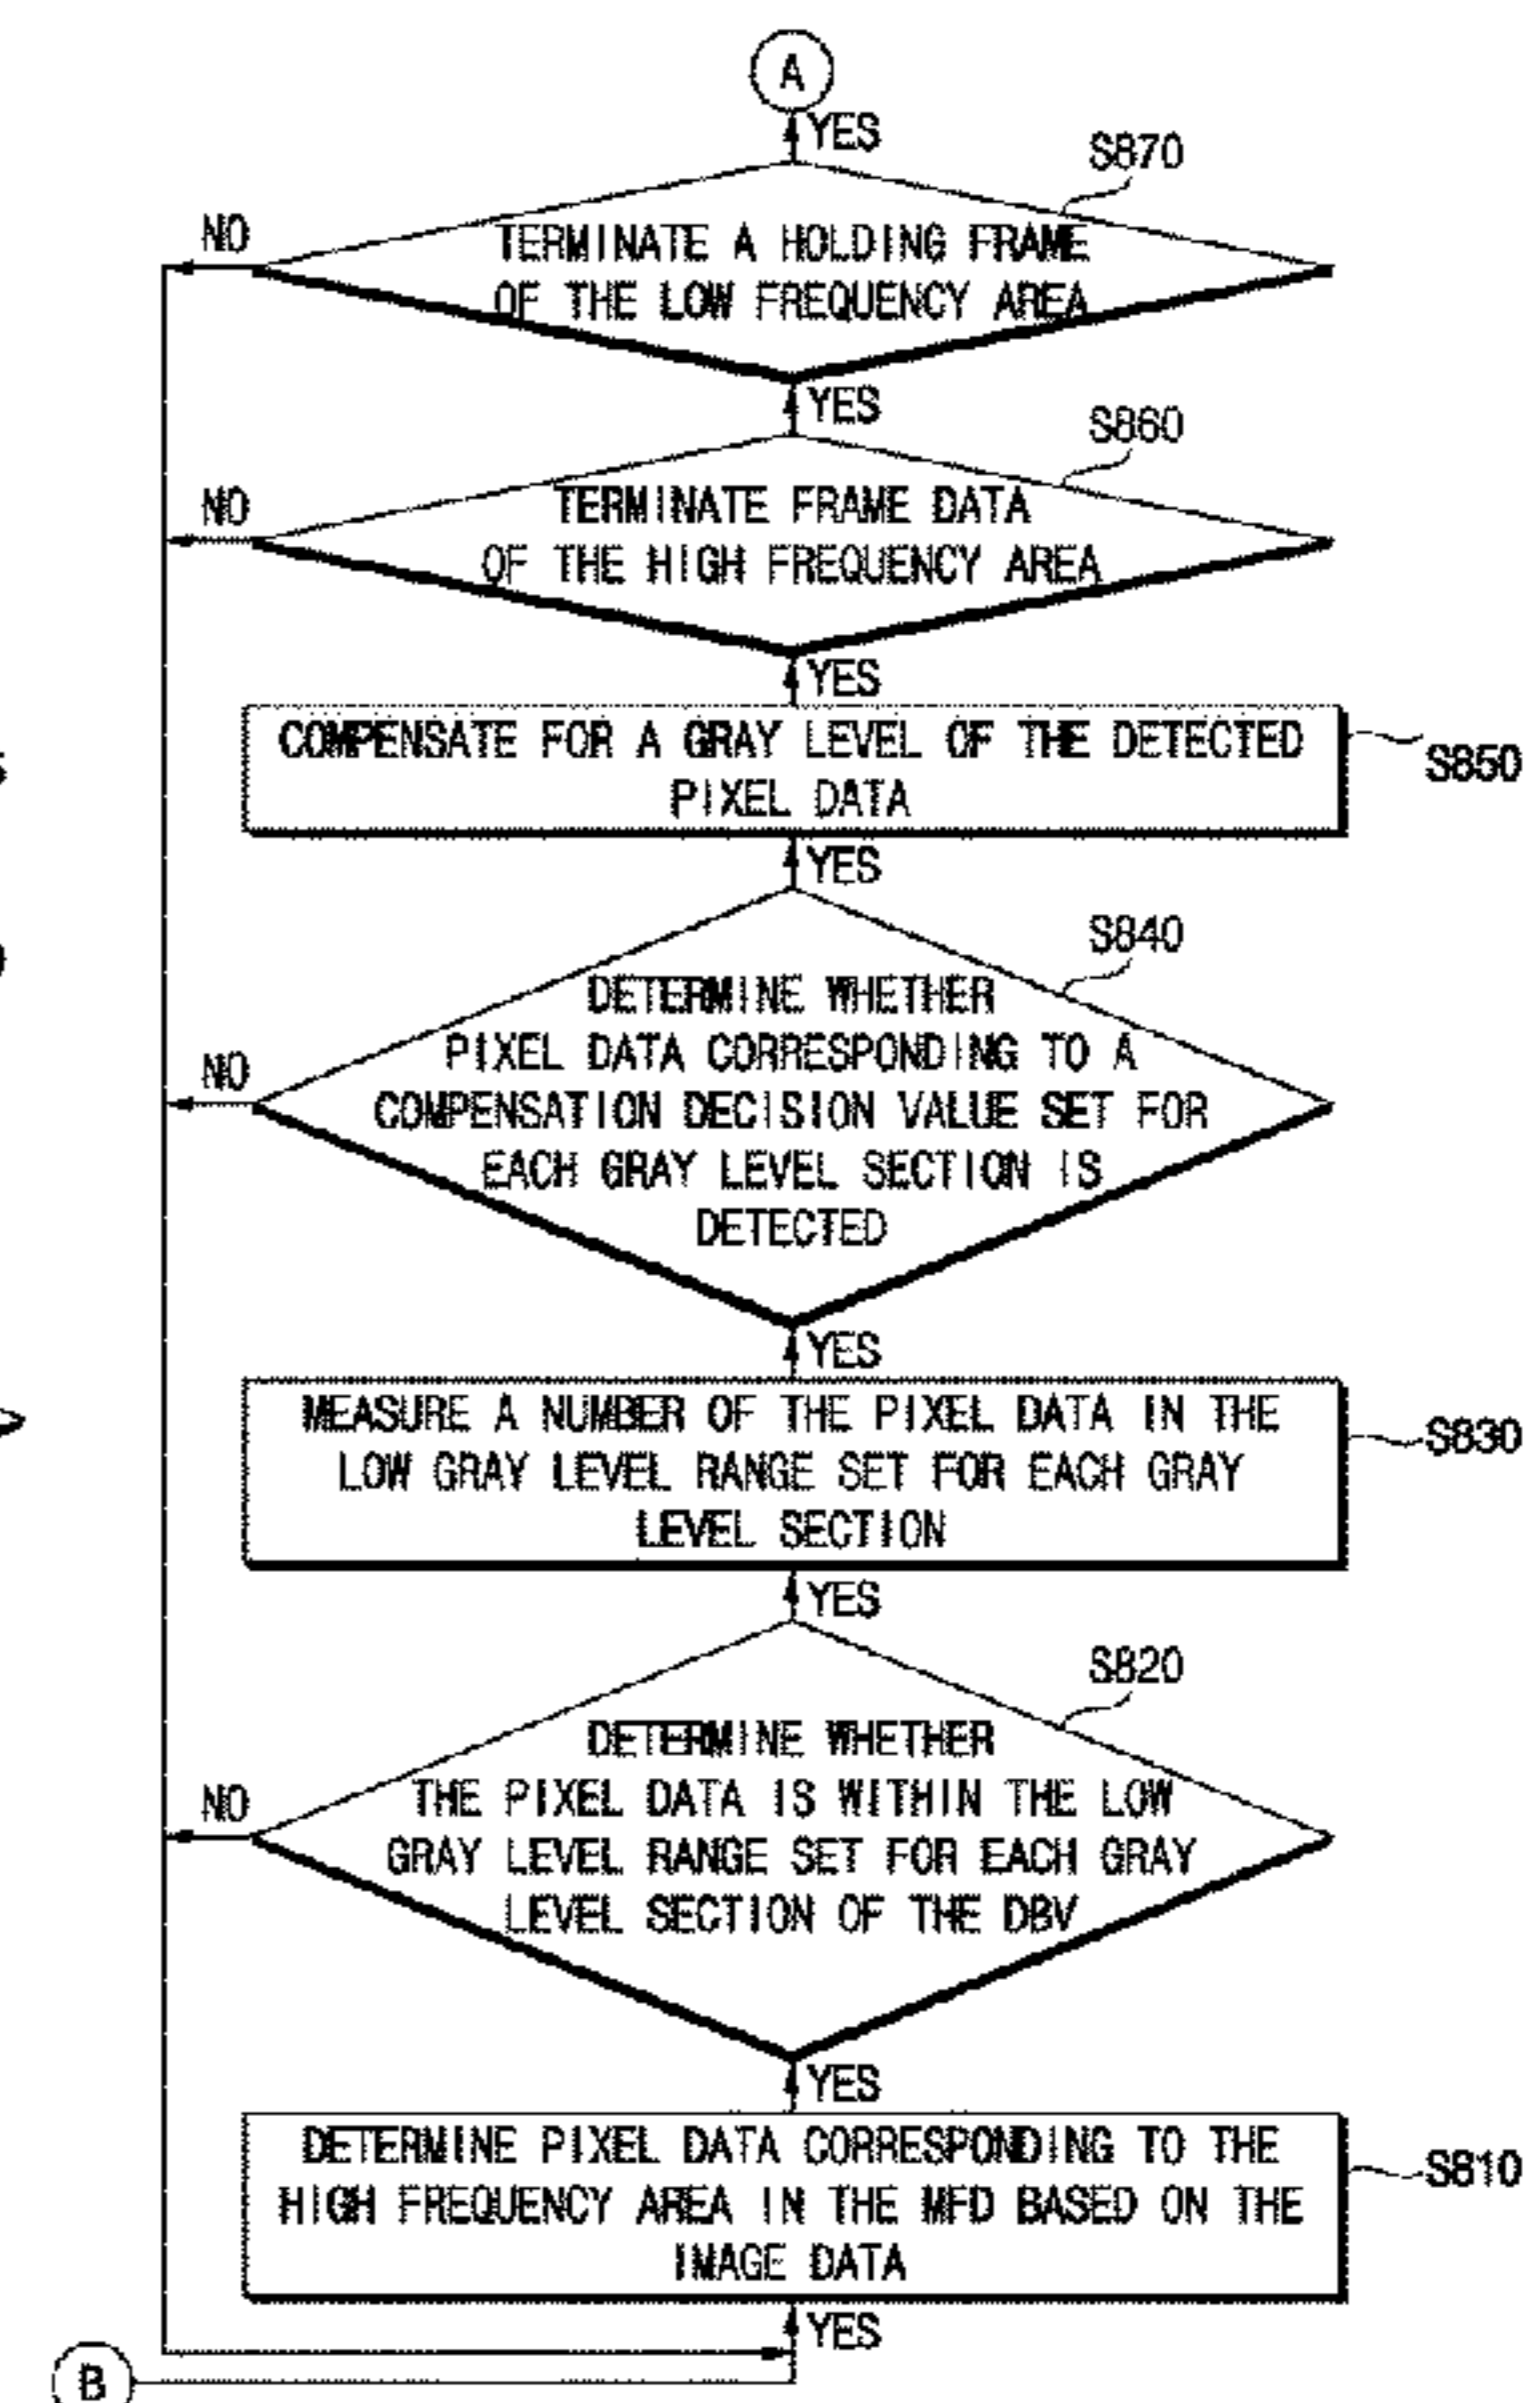 A
YES
S870
NO
TERMINATE A HOLDING FRAME
OF THE LOW FREQUENCY AREA
YES
S860
NO
TERMINATE FRAME DATA
OF THE HIGH FREQUENCY AREA
YES
COMPENSATE FOR A GRAY LEVEL OF THE DETECTED
PIXEL DATA
S850
YES
S840
NO
DETERMINE WHETHER
PIXEL DATA CORRESPONDING TO A
COMPENSATION DECISION VALUE SET FOR
EACH GRAY LEVEL SECTION IS
DETECTED
YES
MEASURE A NUMBER OF THE PIXEL DATA IN THE
LOW GRAY LEVEL RANGE SET FOR EACH GRAY
LEVEL SECTION
S830
YES
S820
NO
DETERMINE WHETHER
THE PIXEL DATA IS WITHIN THE LOW
GRAY LEVEL RANGE SET FOR EACH GRAY
LEVEL SECTION OF THE DBV
YES
DETERMINE PIXEL DATA CORRESPONDING TO THE
HIGH FREQUENCY AREA IN THE MFD BASED ON THE
IMAGE DATA
S810
YES
B